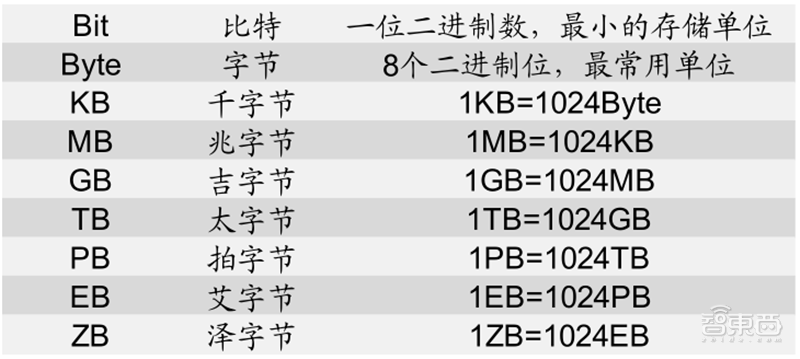 Bit 比特 一位二进制数，最小的存储单位
Byte 字节 8个二进制位，最常用单位
KB 千字节 1KB=1024Byte
MB 兆字节 1MB=1024KB
GB 吉字节 1GB=1024MB
TB 太字节 1TB=1024GB
PB 拍字节 1PB=1024TB
EB 艾字节 1EB=1024PB
ZB 泽字节 1ZB=1024EB
智東西
zhidx.com